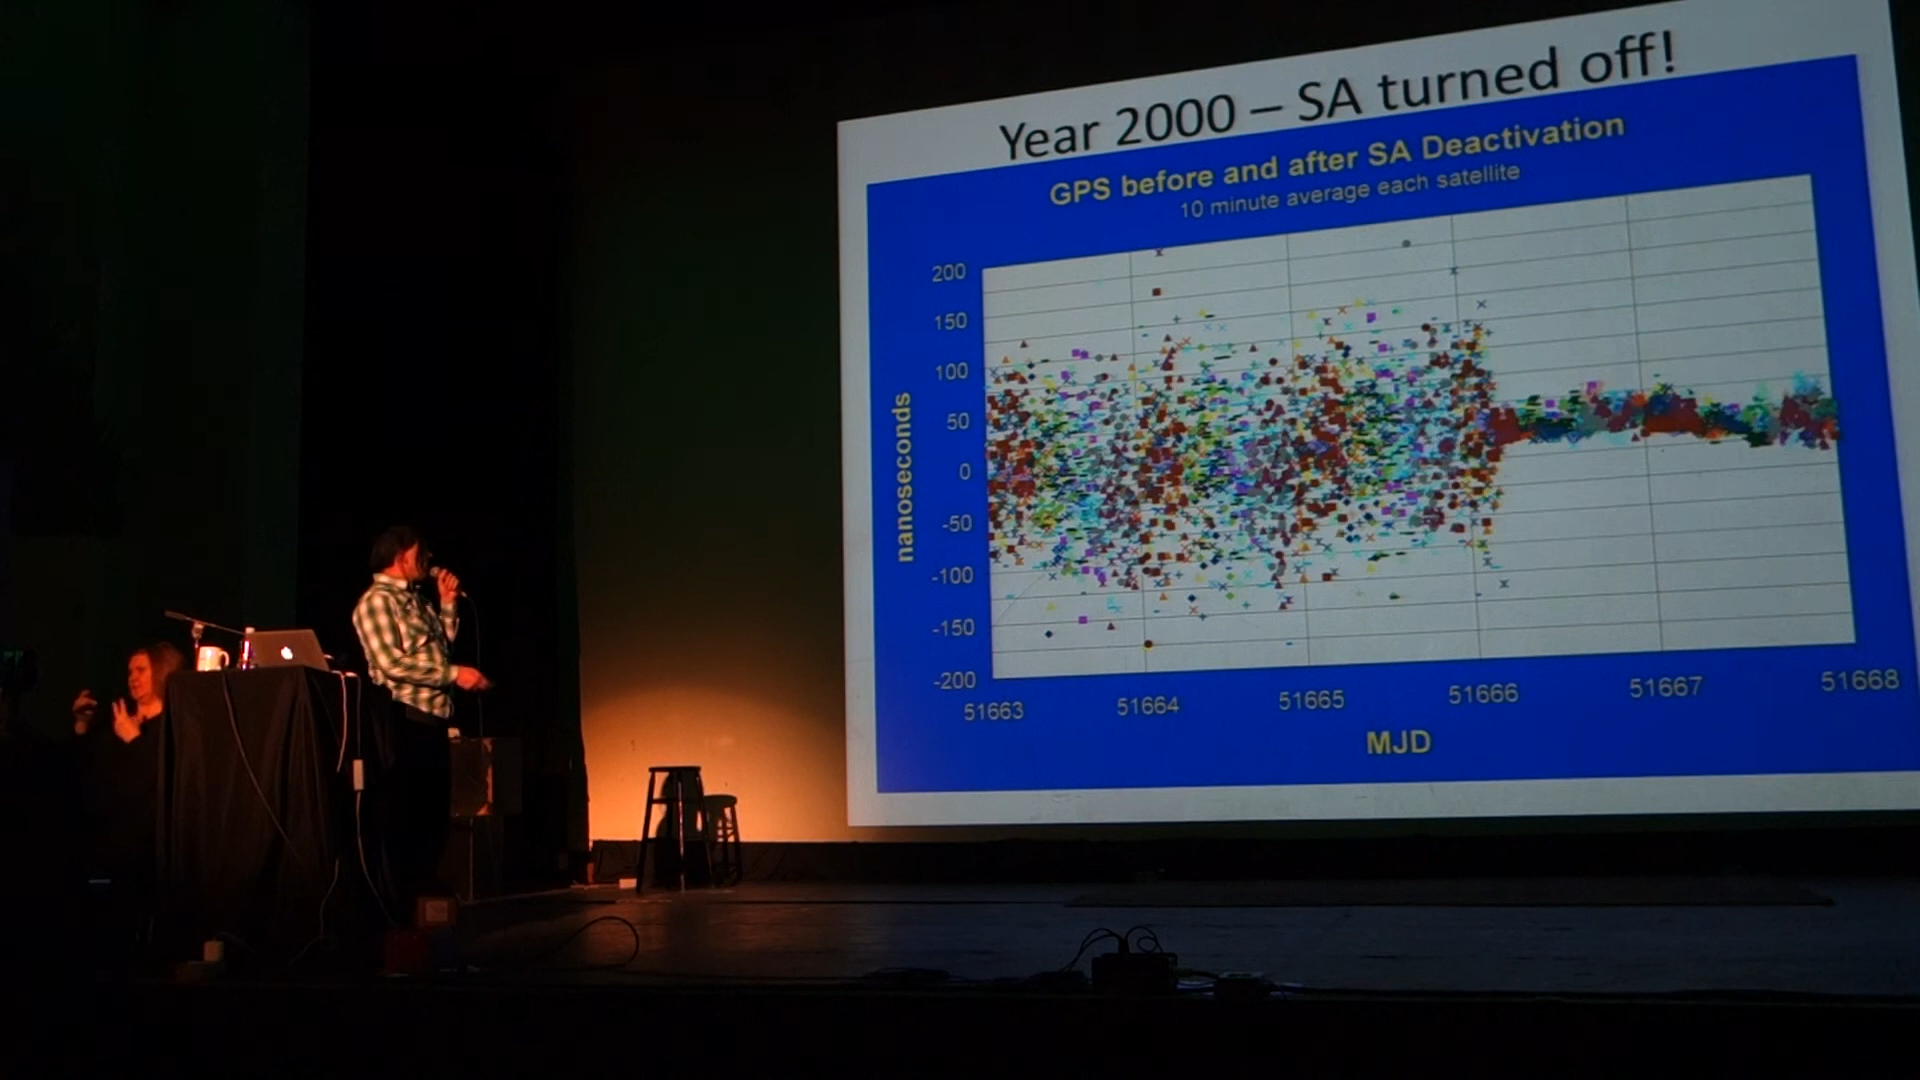 Year 2000 – SA turned off!
GPS before and after SA Deactivation
10 minute average each satellite
nanoseconds
200
150
100
50
0
-50
-100
-150
-200
51663 51664 51665 51666 51667 51668
MJD